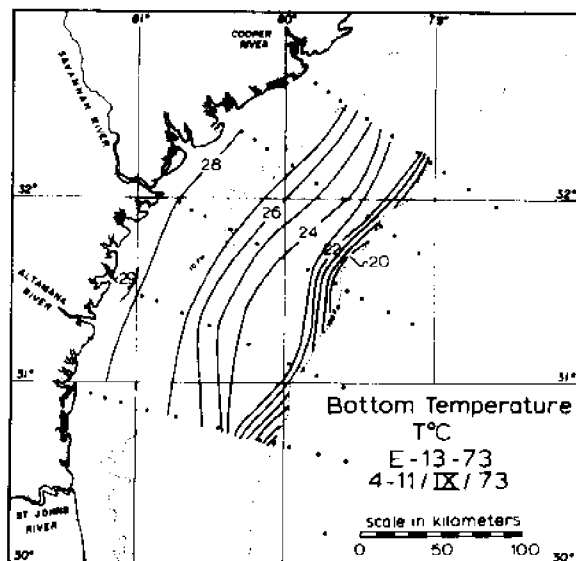 81°
80°
79°
COOPER
RIVER
SAVANNAH RIVER
28
32°
32°
26
24
22
20
29
ALTAMAHA
RIVER
31°
31°
Bottom Temperature
T°C
E-13-73
4-11/IX/73
ST JOHNS
RIVER
scale in kilometers
0 50 100
30°
30°